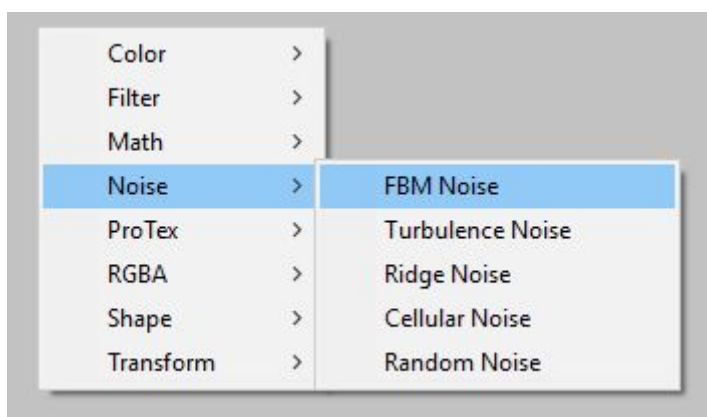 Color
Filter
Math
Noise
ProTex
RGBA
Shape
Transform
FBM Noise
Turbulence Noise
Ridge Noise
Cellular Noise
Random Noise